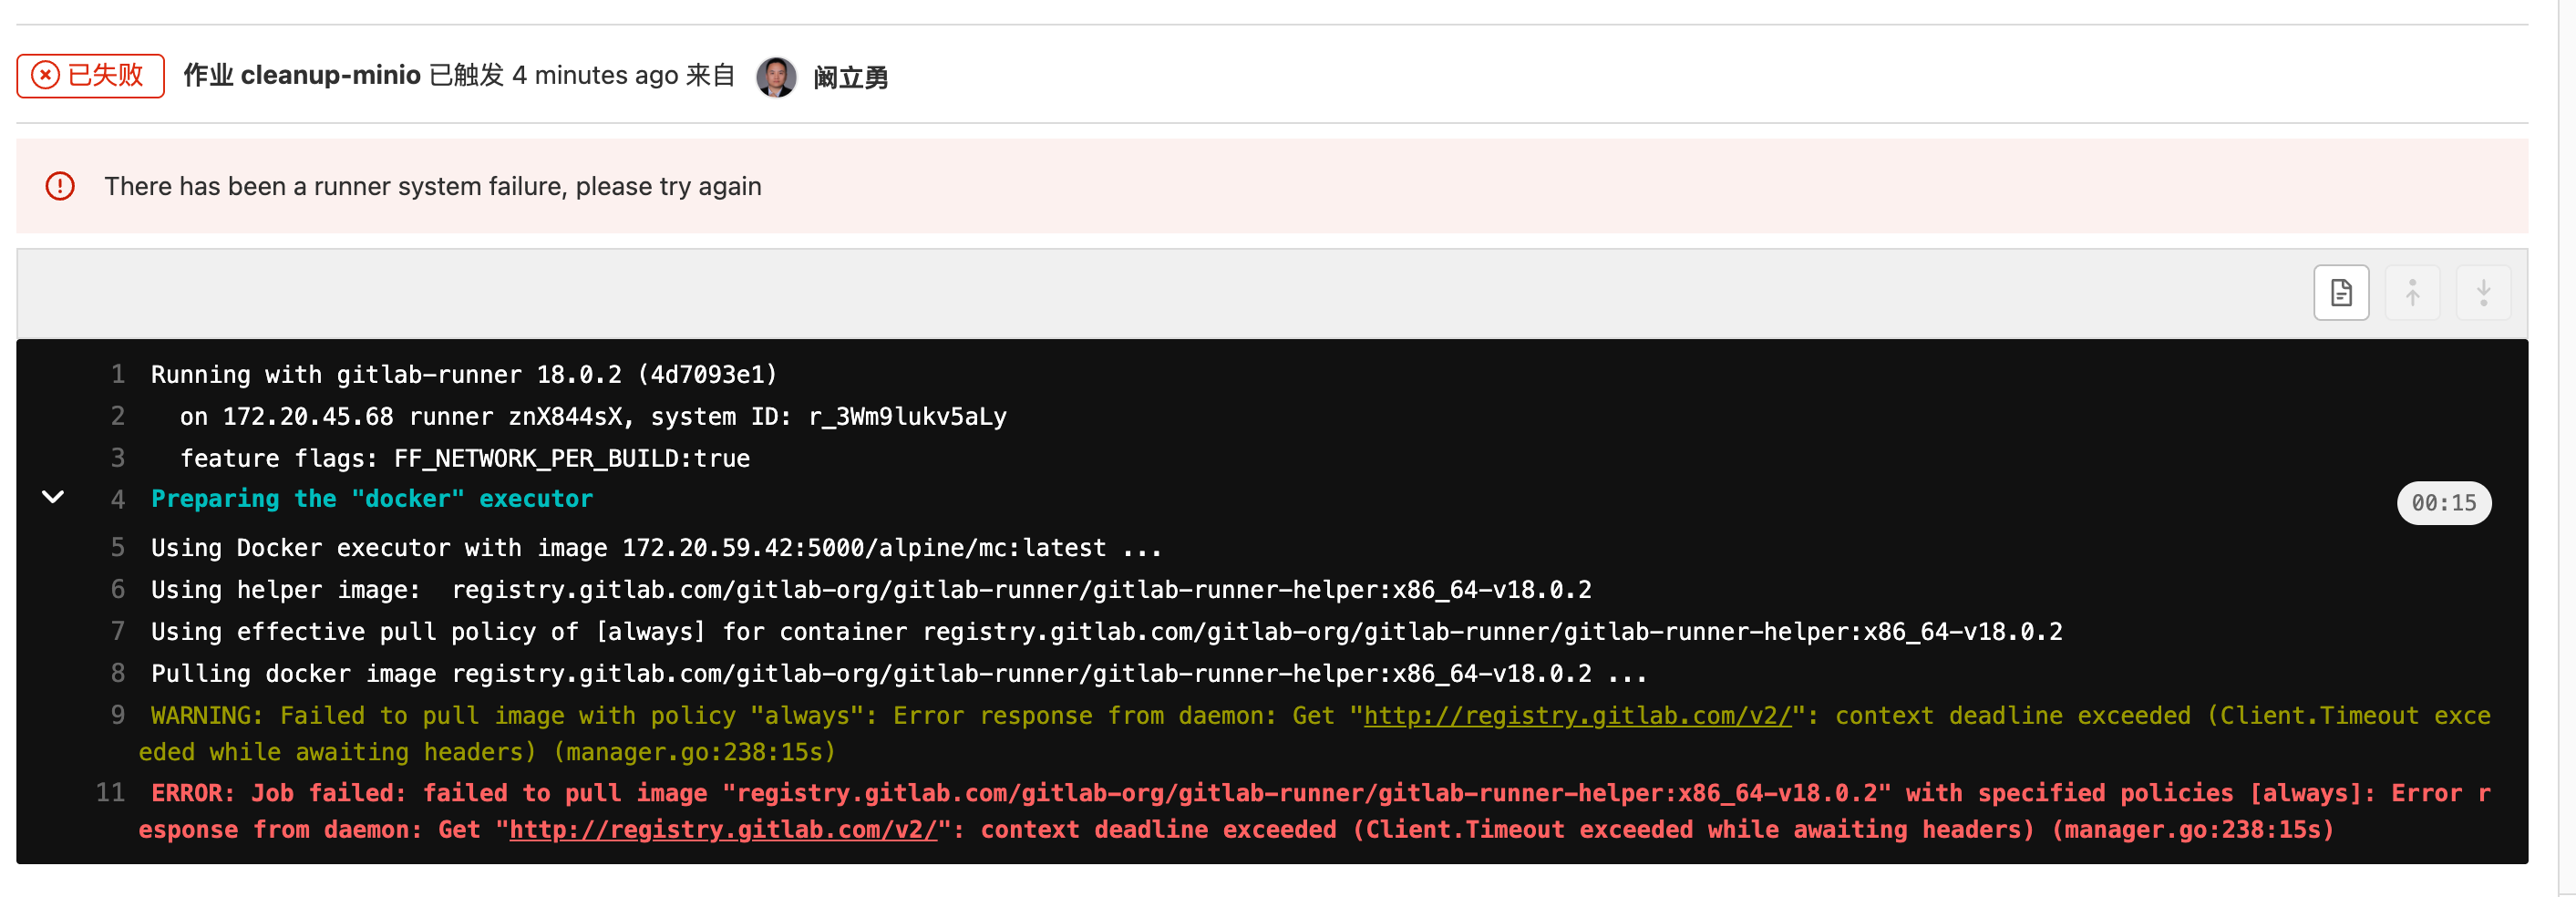 已失败 作业 cleanup-minio 已触发 4 minutes ago 来自 阚立勇
There has been a runner system failure, please try again
1 Running with gitlab-runner 18.0.2 (4d7093e1)
2 on 172.20.45.68 runner znX844sX, system ID: r_3Wm9lukv5aLy
3 feature flags: FF_NETWORK_PER_BUILD:true
4 Preparing the "docker" executor 00:15
5 Using Docker executor with image 172.20.59.42:5000/alpine/mc:latest ...
6 Using helper image:  registry.gitlab.com/gitlab-org/gitlab-runner/gitlab-runner-helper:x86_64-v18.0.2
7 Using effective pull policy of [always] for container registry.gitlab.com/gitlab-org/gitlab-runner/gitlab-runner-helper:x86_64-v18.0.2
8 Pulling docker image registry.gitlab.com/gitlab-org/gitlab-runner/gitlab-runner-helper:x86_64-v18.0.2 ...
9 WARNING: Failed to pull image with policy "always": Error response from daemon: Get "http://registry.gitlab.com/v2/": context deadline exceeded (Client.Timeout exce
eded while awaiting headers) (manager.go:238:15s)
11 ERROR: Job failed: failed to pull image "registry.gitlab.com/gitlab-org/gitlab-runner/gitlab-runner-helper:x86_64-v18.0.2" with specified policies [always]: Error r
esponse from daemon: Get "http://registry.gitlab.com/v2/": context deadline exceeded (Client.Timeout exceeded while awaiting headers) (manager.go:238:15s)